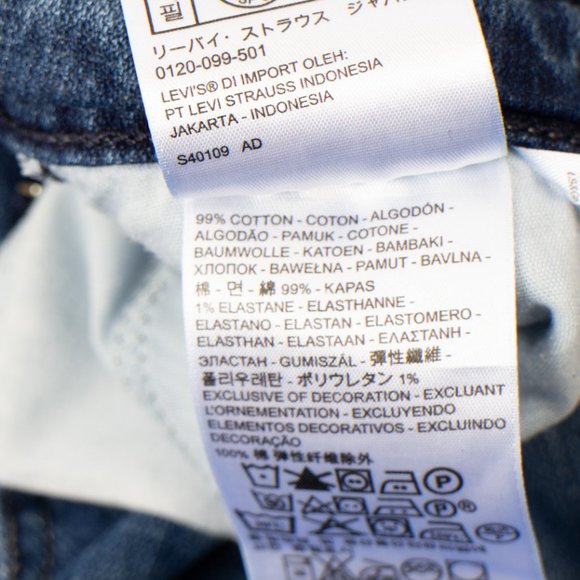 필
リーバイ・ストラウス ジャパ
0120-099-501
LEVI'S® DI IMPORT OLEH:
PT LEVI STRAUSS INDONESIA
JAKARTA - INDONESIA
S40109 AD
99% COTTON - COTON - ALGODÓN -
ALGODÃO - PAMUK - COTONE -
BAUMWOLLE - KATOEN - BAMBAKI -
ХЛОПОК - BAWEŁNA - PAMUT - BAVLNA -
棉 - 면 - 綿 99% - KAPAS
1% ELASTANE - ELASTHANNE -
ELASTANO - ELASTAN - ELASTOMERO -
ELASTHAN - ELASTAAN - ΕΛΑΣΤΑΝΗ -
ЭЛАСТАН - GUMISZÁL - 彈性纖維 -
폴리우레탄 - ポリウレタン 1%
EXCLUSIVE OF DECORATION - EXCLUANT
L'ORNEMENTATION - EXCLUYENDO
ELEMENTOS DECORATIVOS - EXCLUINDO
DECORAÇÃO
100% 棉 弹性纤维除外
P